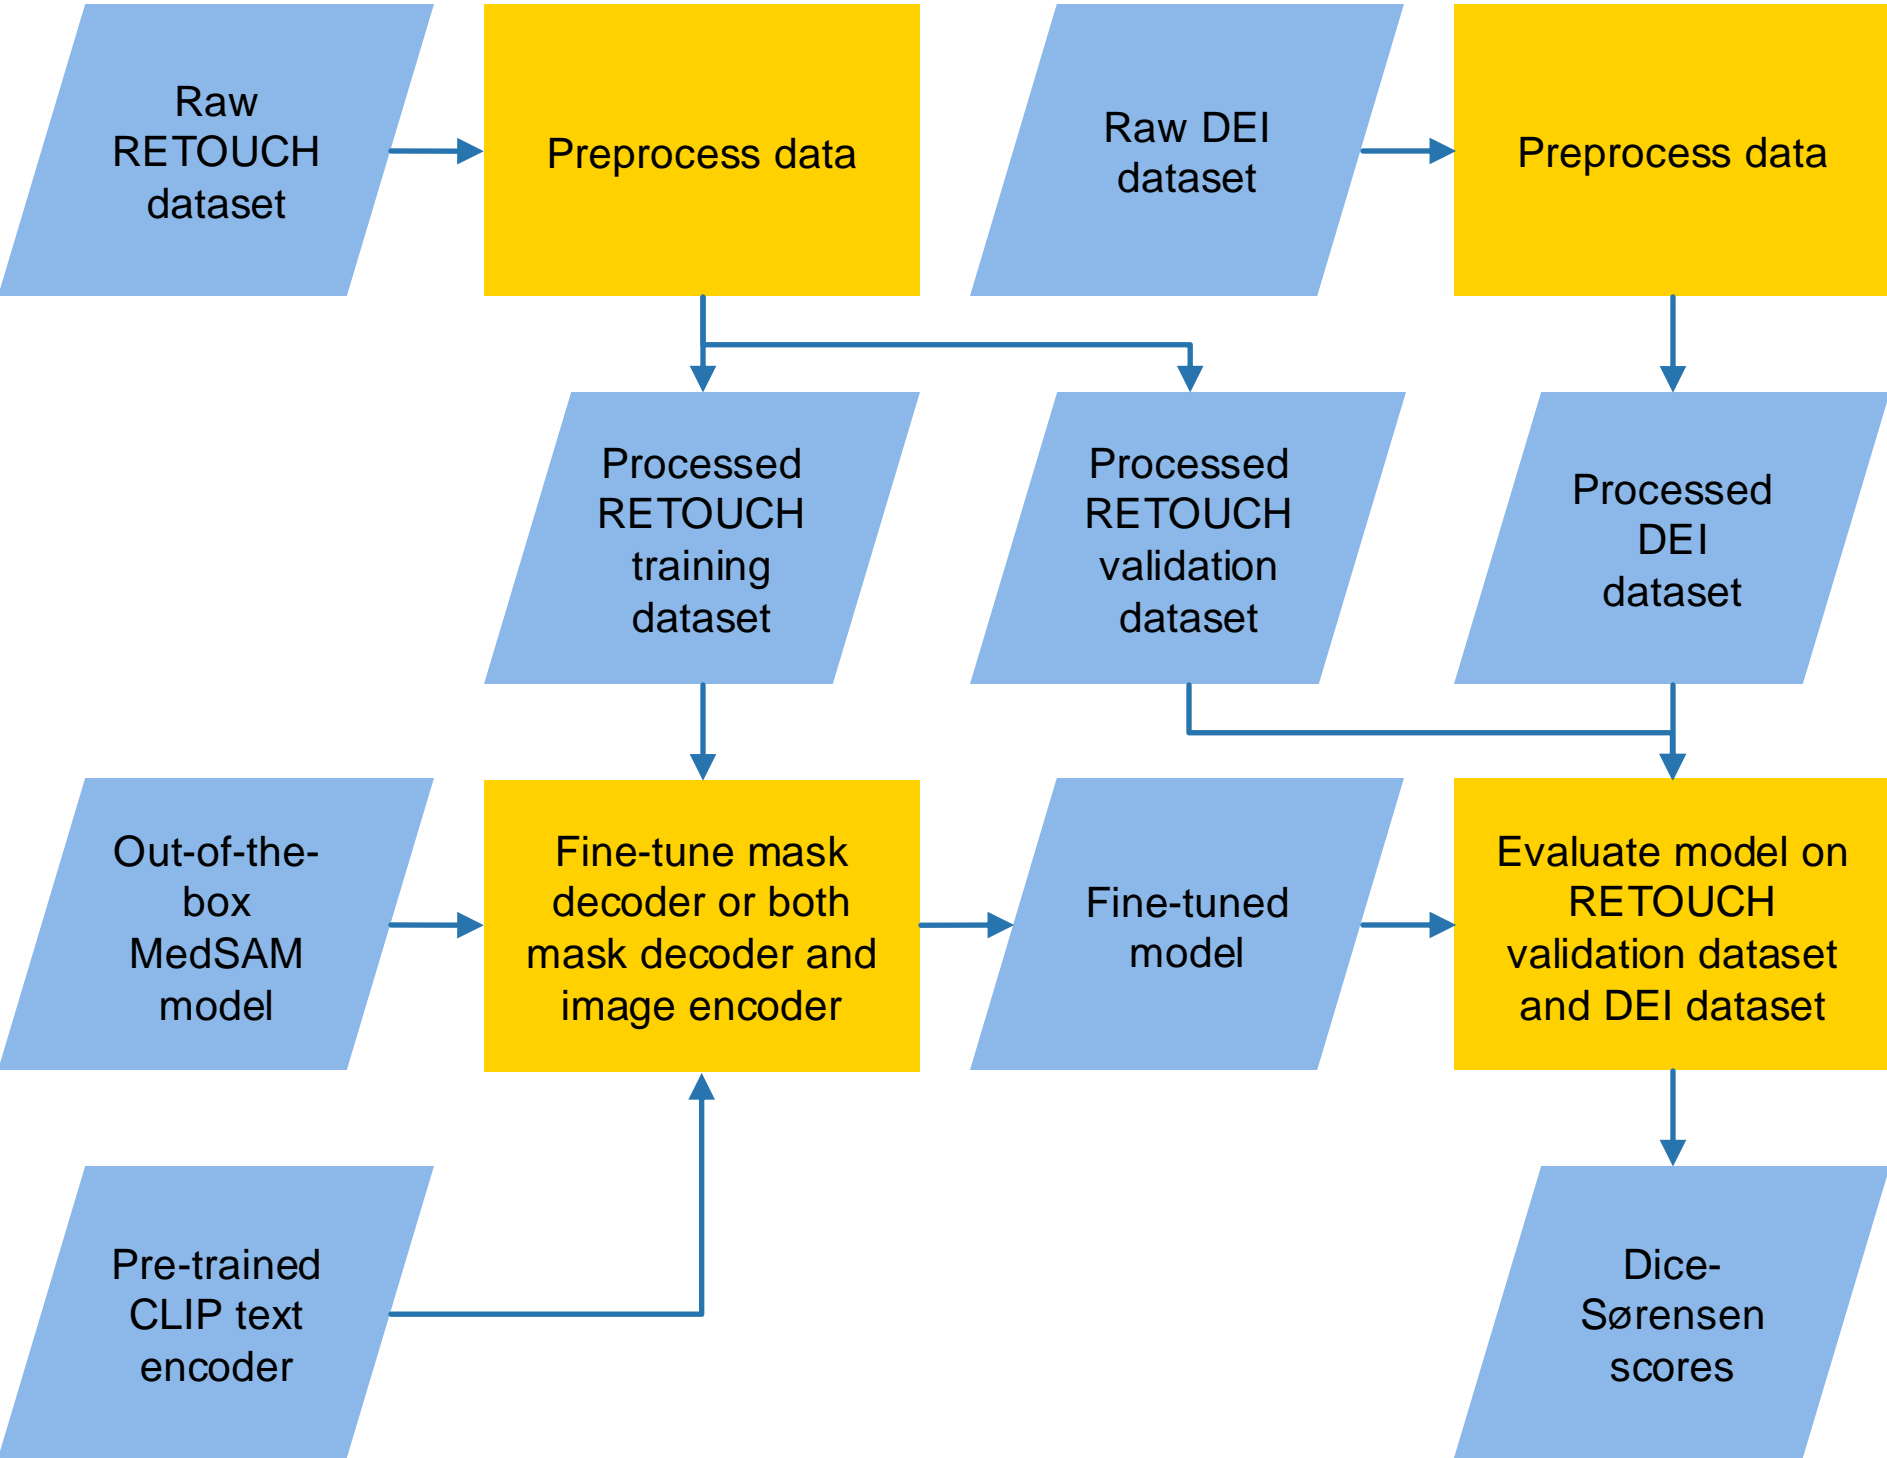 Raw
RETOUCH
dataset
Preprocess data
Raw DEI
dataset
Preprocess data
Processed
RETOUCH
training
dataset
Processed
RETOUCH
validation
dataset
Processed
DEI
dataset
Out-of-the-
box
MedSAM
model
Fine-tune mask
decoder or both
mask decoder and
image encoder
Fine-tuned
model
Evaluate model on
RETOUCH
validation dataset
and DEI dataset
Pre-trained
CLIP text
encoder
Dice-
Sørensen
scores